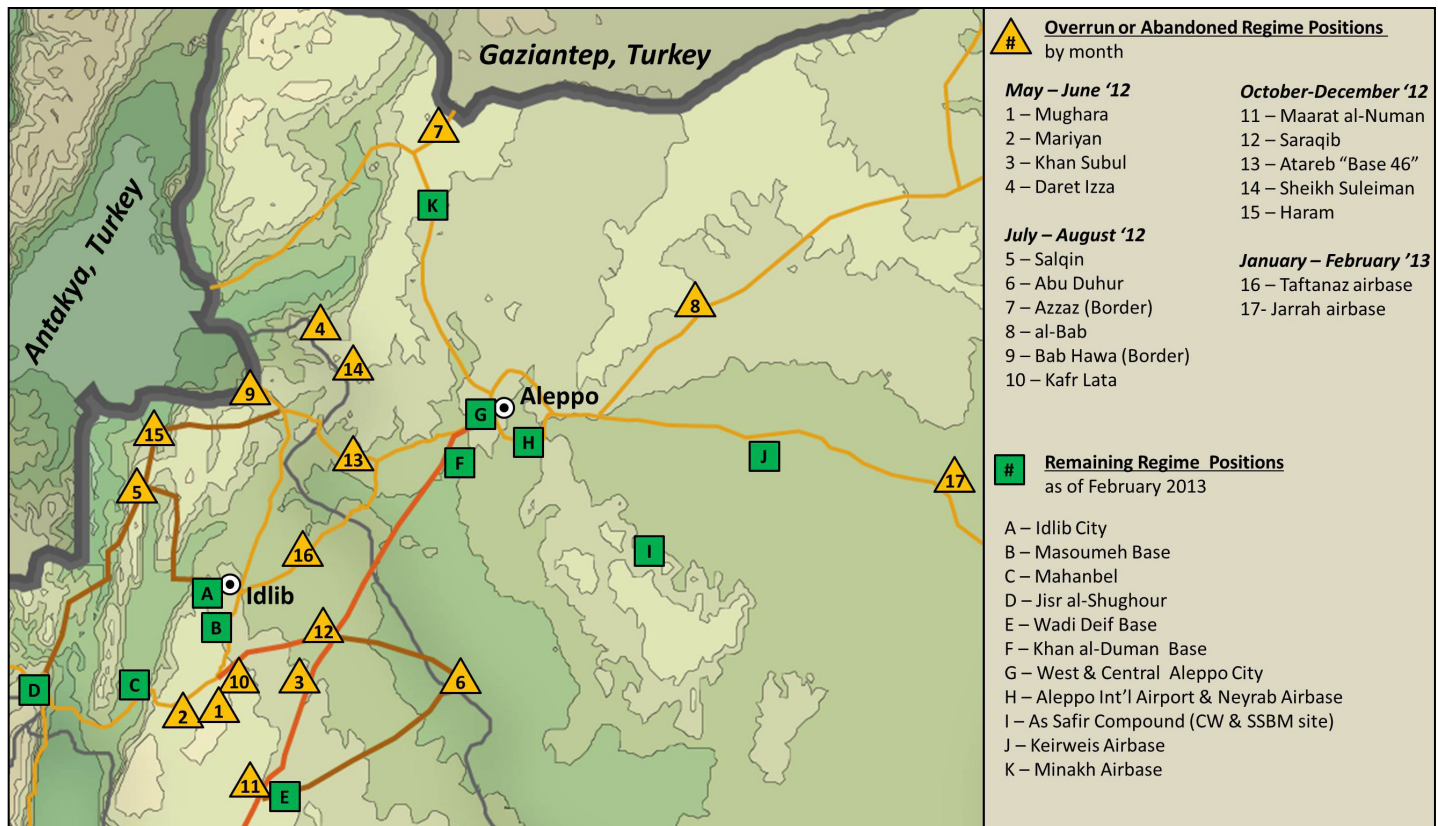 Gaziantep, Turkey
Antakya, Turkey
7
K
8
4
14
9
Aleppo
G
15
H
13
F
J
17
5
16
I
A
Idlib
B
12
10
3
6
D
C
2
1
11
E
#
Overrun or Abandoned Regime Positions
by month
May – June ‘12
1 – Mughara
2 – Mariyan
3 – Khan Subul
4 – Daret Izza
July – August ‘12
5 – Salqin
6 – Abu Duhur
7 – Azzaz (Border)
8 – al-Bab
9 – Bab Hawa (Border)
10 – Kafr Lata
October-December ‘12
11 – Maarat al-Numan
12 – Saraqib
13 – Atareb “Base 46”
14 – Sheikh Suleiman
15 – Haram
January – February ’13
16 – Taftanaz airbase
17- Jarrah airbase
#
Remaining Regime Positions
as of February 2013
A – Idlib City
B – Masoumeh Base
C – Mahanbel
D – Jisr al-Shughour
E – Wadi Deif Base
F – Khan al-Duman Base
G – West & Central Aleppo City
H – Aleppo Int’l Airport & Neyrab Airbase
I – As Safir Compound (CW & SSBM site)
J – Keirweis Airbase
K – Minakh Airbase